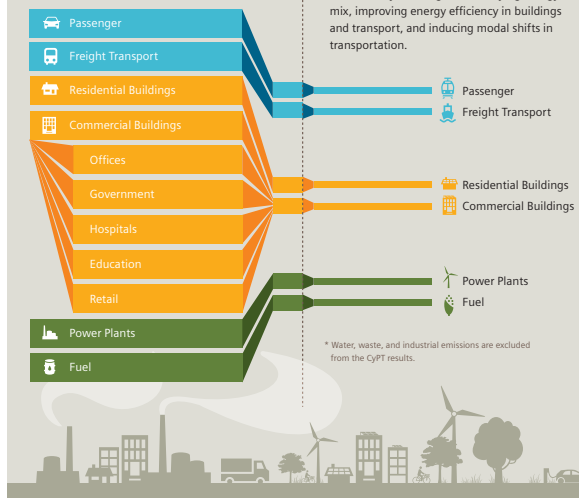 mix, improving energy efficiency in buildings
and transport, and inducing modal shifts in
transportation.
Passenger
Freight Transport
Residential Buildings
Commercial Buildings
Offices
Government
Hospitals
Education
Retail
Power Plants
Fuel
Passenger
Freight Transport
Residential Buildings
Commercial Buildings
Power Plants
Fuel
* Water, waste, and industrial emissions are excluded
from the CyPT results.